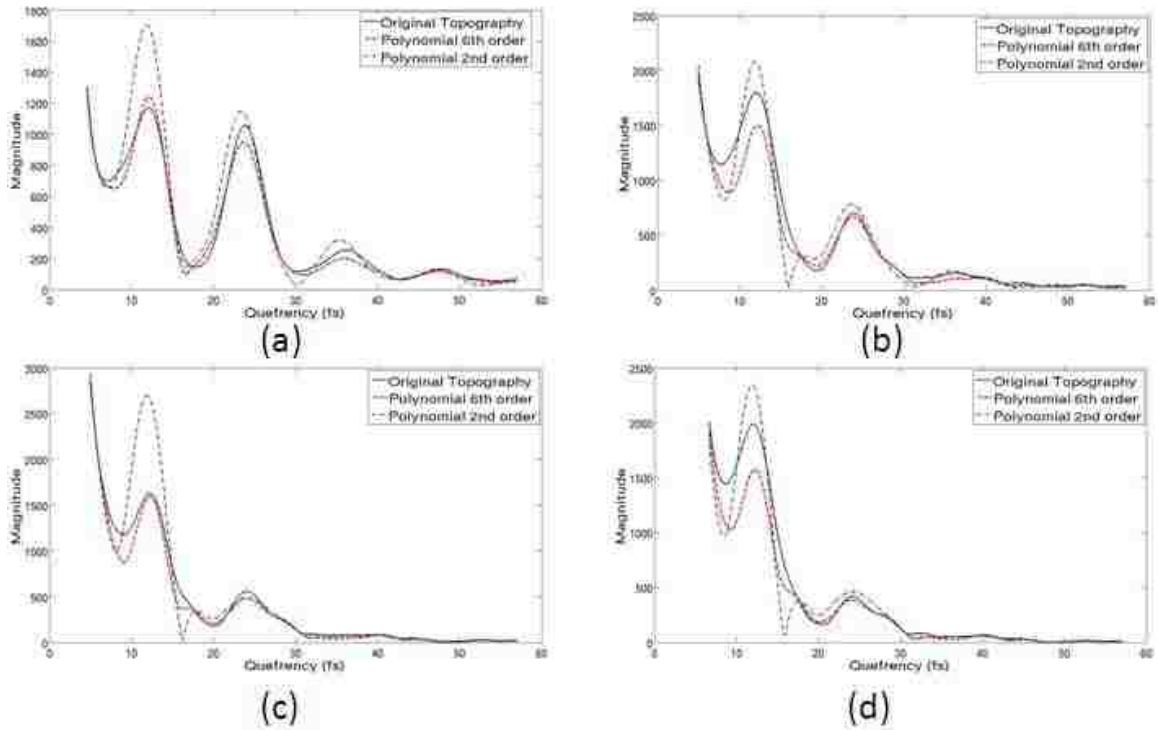 1800
1600
1400
1200
1000
800
600
400
200
0
0 10 20 30 40 50 60
Magnitude
Quefrency (fs)
Original Topography
Polynomial 6th order
Polynomial 2nd order
(a)
2500
2000
1500
1000
500
0
0 10 20 30 40 50 60
Magnitude
Quefrency (fs)
Original Topography
Polynomial 6th order
Polynomial 2nd order
(b)
3000
2500
2000
1500
1000
500
0
0 10 20 30 40 50 60
Magnitude
Quefrency (fs)
Original Topography
Polynomial 6th order
Polynomial 2nd order
(c)
2500
2000
1500
1000
500
0
0 10 20 30 40 50 60
Magnitude
Quefrency (fs)
Original Topography
Polynomial 6th order
Polynomial 2nd order
(d)